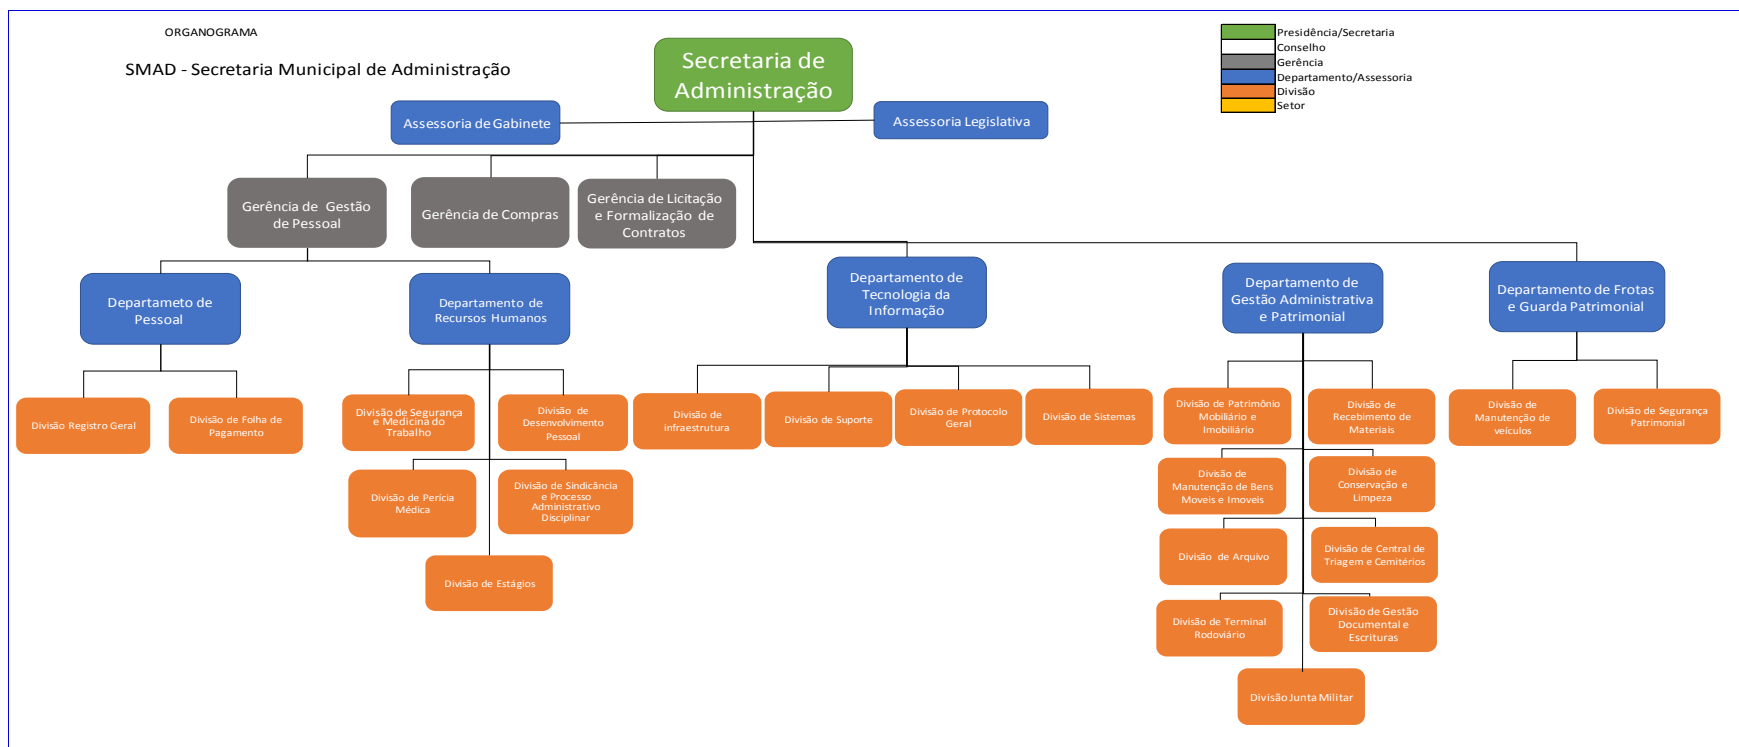 ORGANOGRAMA
SMAD - Secretaria Municipal de Administração
Presidência/Secretaria
Conselho
Gerência
Departamento/Assessoria
Divisão
Setor
Secretaria de
Administração
Assessoria de Gabinete
Assessoria Legislativa
Gerência de Gestão
de Pessoal
Gerência de Compras
Gerência de Licitação
e Formalização de
Contratos
Departameto de
Pessoal
Departamento de
Recursos Humanos
Departamento de
Tecnologia da
Informação
Departamento de
Gestão Administrativa
e Patrimonial
Departamento de Frotas
e Guarda Patrimonial
Divisão Registro Geral
Divisão de Folha de
Pagamento
Divisão de Segurança
e Medicina do
Trabalho
Divisão de
Desenvolvimento
Pessoal
Divisão de
infraestrutura
Divisão de Suporte
Divisão de Protocolo
Geral
Divisão de Sistemas
Divisão de Patrimônio
Mobiliário e
Imobiliário
Divisão de
Recebimento de
Materiais
Divisão de
Manutenção de
veículos
Divisão de Segurança
Patrimonial
Divisão de Perícia
Médica
Divisão de Sindicância
e Processo
Administrativo
Disciplinar
Divisão de
Manutenção de Bens
Moveis e Imoveis
Divisão de
Conservação e
Limpeza
Divisão de Estágios
Divisão de Arquivo
Divisão de Central de
Triagem e Cemitérios
Divisão de Terminal
Rodoviário
Divisão de Gestão
Documental e
Escrituras
Divisão Junta Militar